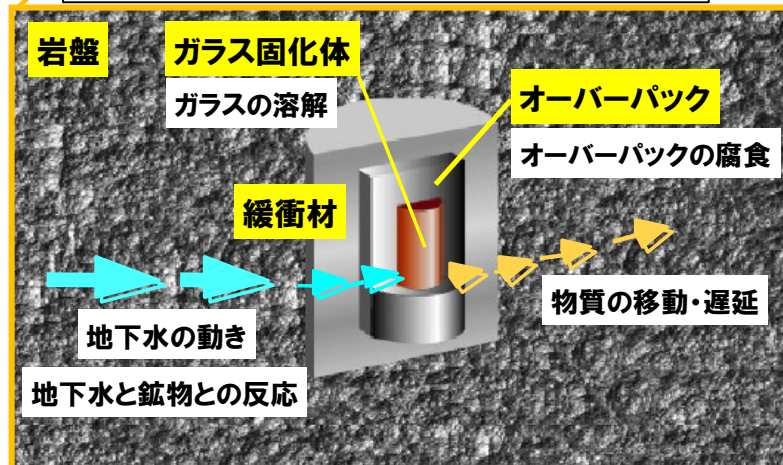 岩盤
ガラス固化体
ガラスの溶解
オーバーパック
オーバーパックの腐食
緩衝材
物質の移動・遅延
地下水の動き
地下水と鉱物との反応